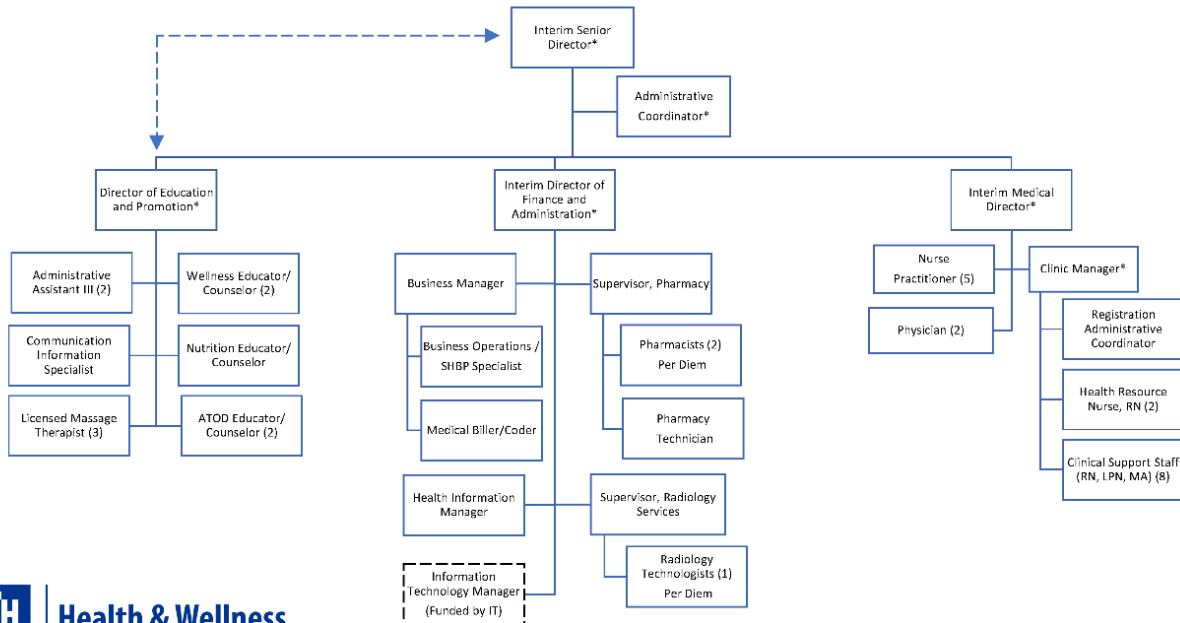 Interim Senior
Director*
Administrative
Coordinator*
Director of Education
and Promotion*
Interim Director of
Finance and
Administration*
Interim Medical
Director*
Administrative
Assistant III (2)
Wellness Educator/
Counselor (2)
Communication
Information
Specialist
Nutrition Educator/
Counselor
Licensed Massage
Therapist (3)
ATOD Educator/
Counselor (2)
Business Manager
Supervisor, Pharmacy
Business Operations /
SHBP Specialist
Pharmacists (2)
Per Diem
Medical Biller/Coder
Pharmacy
Technician
Health Information
Manager
Supervisor, Radiology
Services
Information
Technology Manager
(Funded by IT)
Radiology
Technologists (1)
Per Diem
Nurse
Practitioner (5)
Clinic Manager*
Physician (2)
Registration
Administrative
Coordinator
Health Resource
Nurse, RN (2)
Clinical Support Staff
(RN, LPN, MA) (8)
H
Health & Wellness